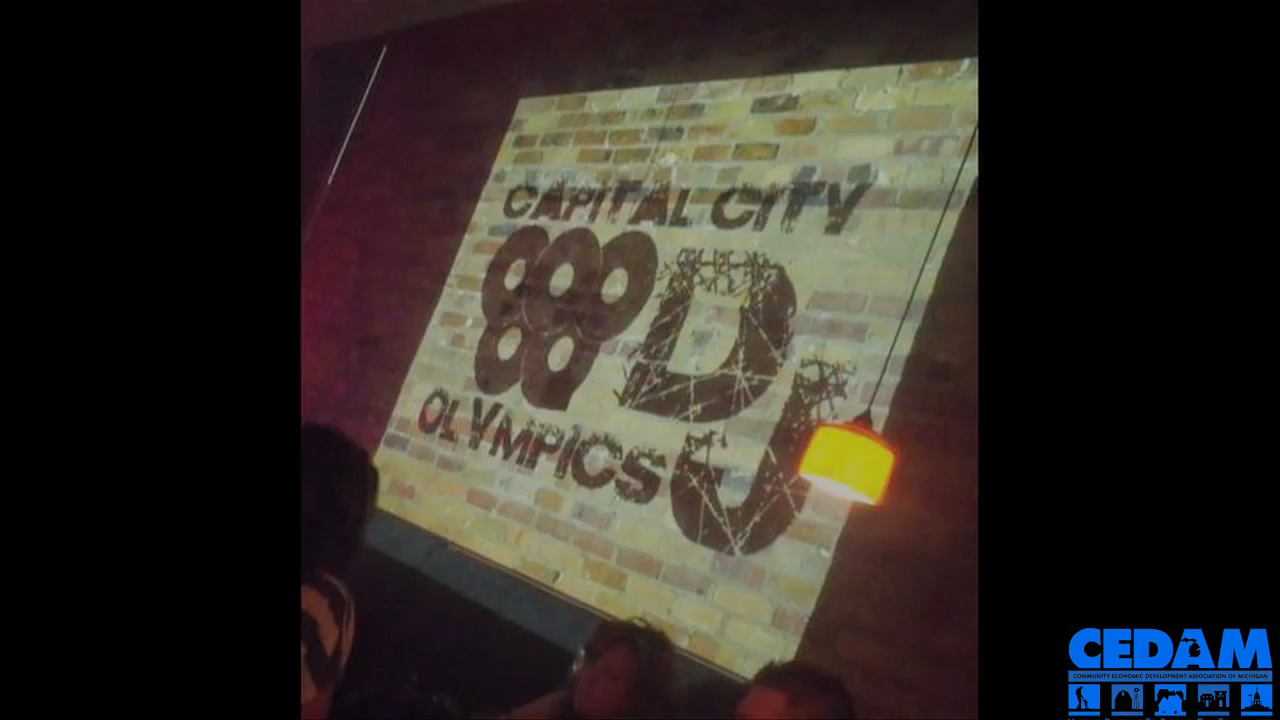 CAPITAL CITY
DJ
OLYMPICS
CEDAM
COMMUNITY ECONOMIC DEVELOPMENT ASSOCIATION OF MICHIGAN